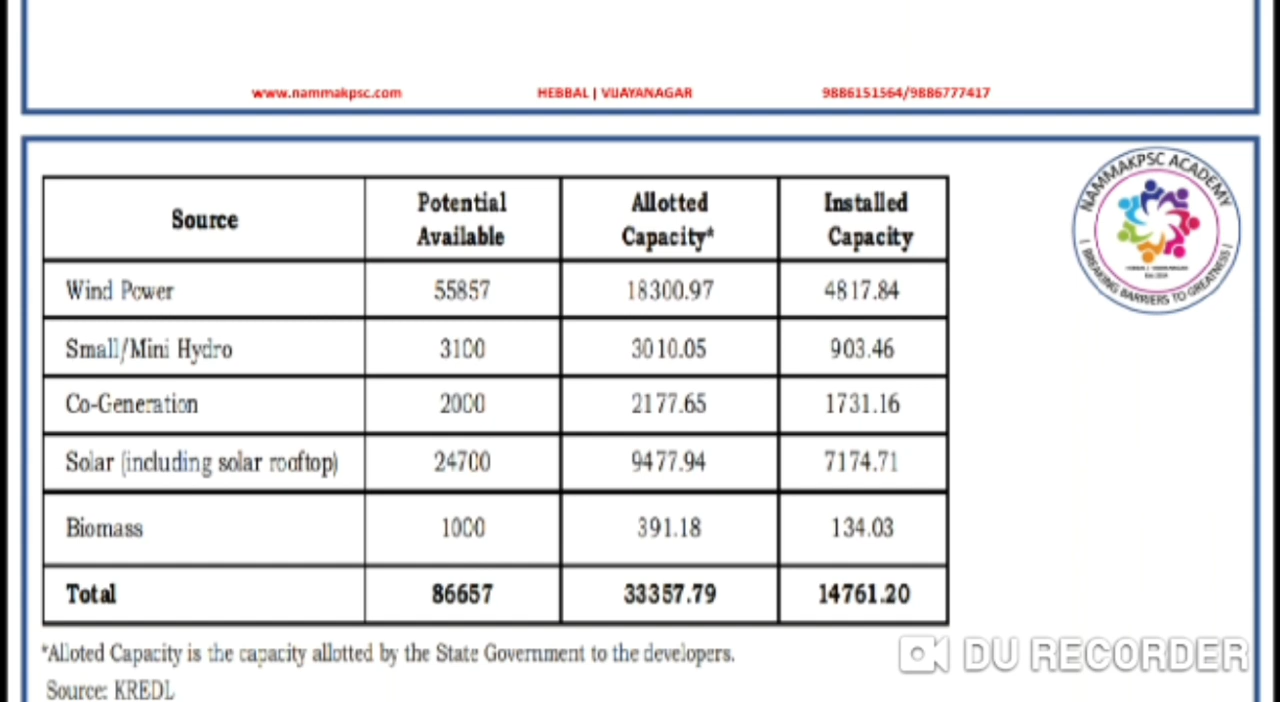 www.nammakpsc.com HEBBAL | VIJAYANAGAR 9886151564/9886777417
NAMMAKPSC ACADEMY
| BREAKING BARRIERS TO GREATNESS |
Source Potential Available Allotted Capacity* Installed Capacity
Wind Power 55857 18300.97 4817.84
Small/Mini Hydro 3100 3010.05 903.46
Co-Generation 2000 2177.65 1731.16
Solar (including solar rooftop) 24700 9477.94 7174.71
Biomass 1000 391.18 134.03
Total 86657 33357.79 14761.20
*Alloted Capacity is the capacity allotted by the State Government to the developers.
Source: KREDL
DU RECORDER